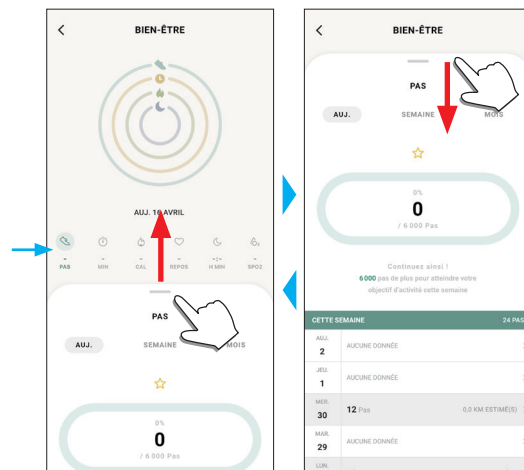 BIEN-ÊTRE
AUJ. 16 AVRIL
- - - - -:- -
PAS MIN CAL REPOS H MIN SPO2
PAS
AUJ. SEMAINE MOIS
0%
0
/ 6 000 Pas
BIEN-ÊTRE
PAS
AUJ. SEMAINE MOIS
0%
0
/ 6 000 Pas
Continuez ainsi !
6 000 pas de plus pour atteindre votre
objectif d'activité cette semaine
CETTE SEMAINE 24 PAS
AUJ.
2 AUCUNE DONNÉE
JEU.
1 AUCUNE DONNÉE
MER.
30 12 Pas 0,0 KM ESTIMÉ(S)
MAR.
29 AUCUNE DONNÉE
LUN.